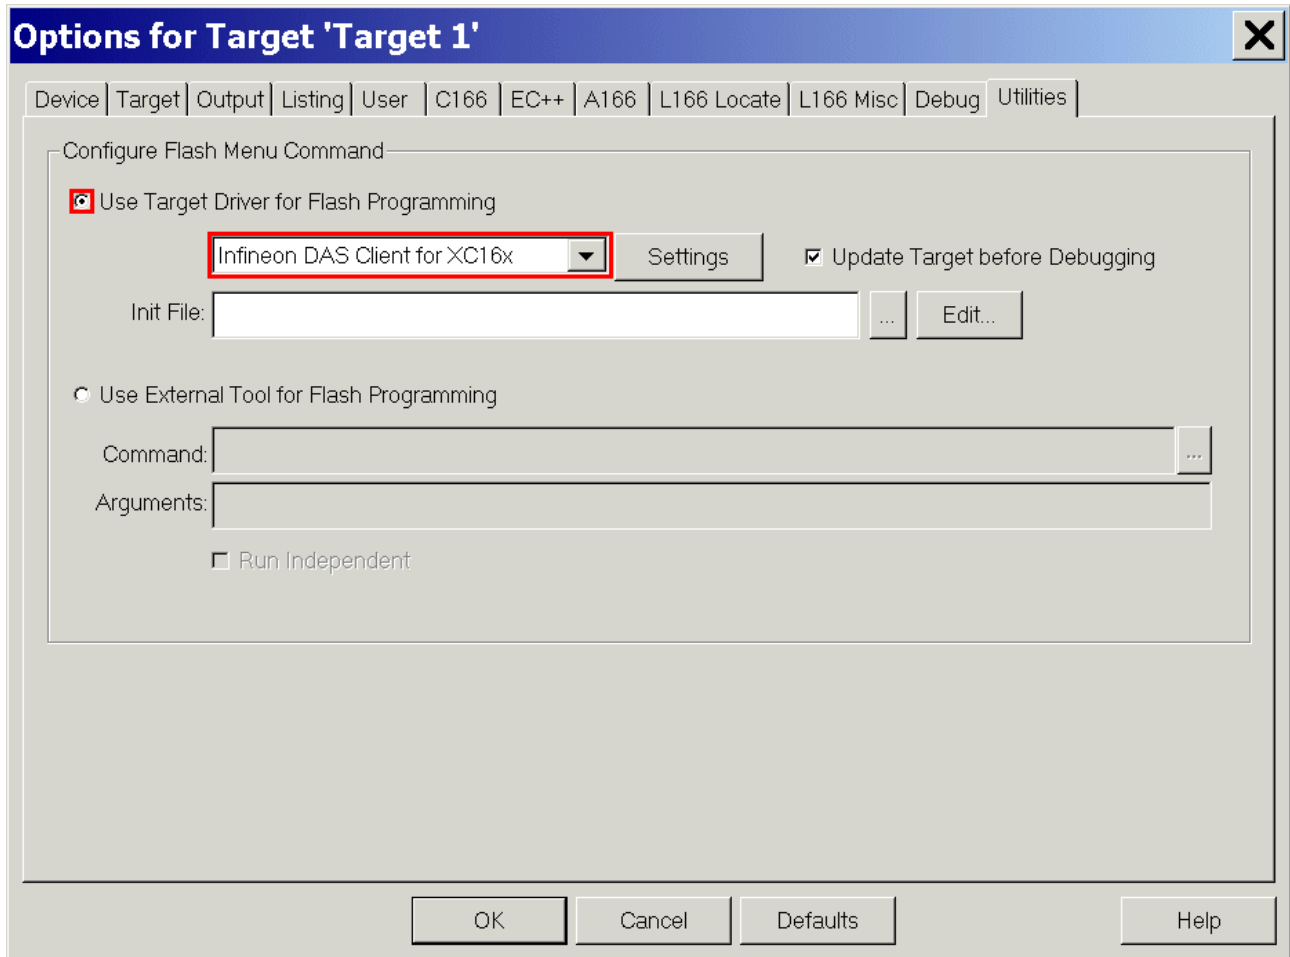 Options for Target 'Target 1'
Device Target Output Listing User C166 EC++ A166 L166 Locate L166 Misc Debug Utilities
Configure Flash Menu Command
Use Target Driver for Flash Programming
Infineon DAS Client for XC16x Settings Update Target before Debugging
Init File: ... Edit...
Use External Tool for Flash Programming
Command: ...
Arguments:
Run Independent
OK Cancel Defaults Help